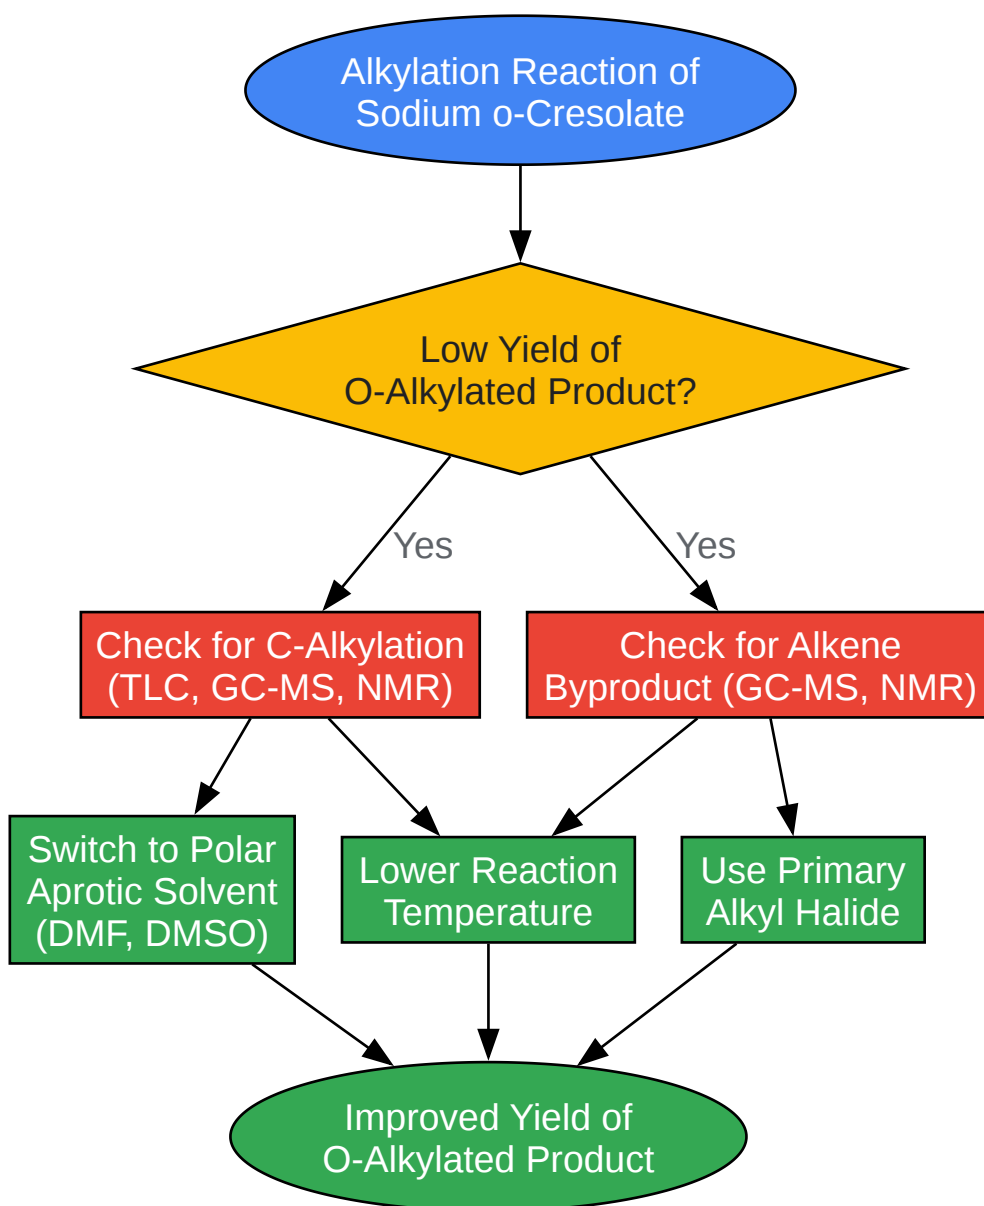 Alkylation Reaction of
Sodium o-Cresolate
Low Yield of
O-Alkylated Product?
Yes
Yes
Check for C-Alkylation
(TLC, GC-MS, NMR)
Check for Alkene
Byproduct (GC-MS, NMR)
Switch to Polar
Aprotic Solvent
(DMF, DMSO)
Lower Reaction
Temperature
Use Primary
Alkyl Halide
Improved Yield of
O-Alkylated Product